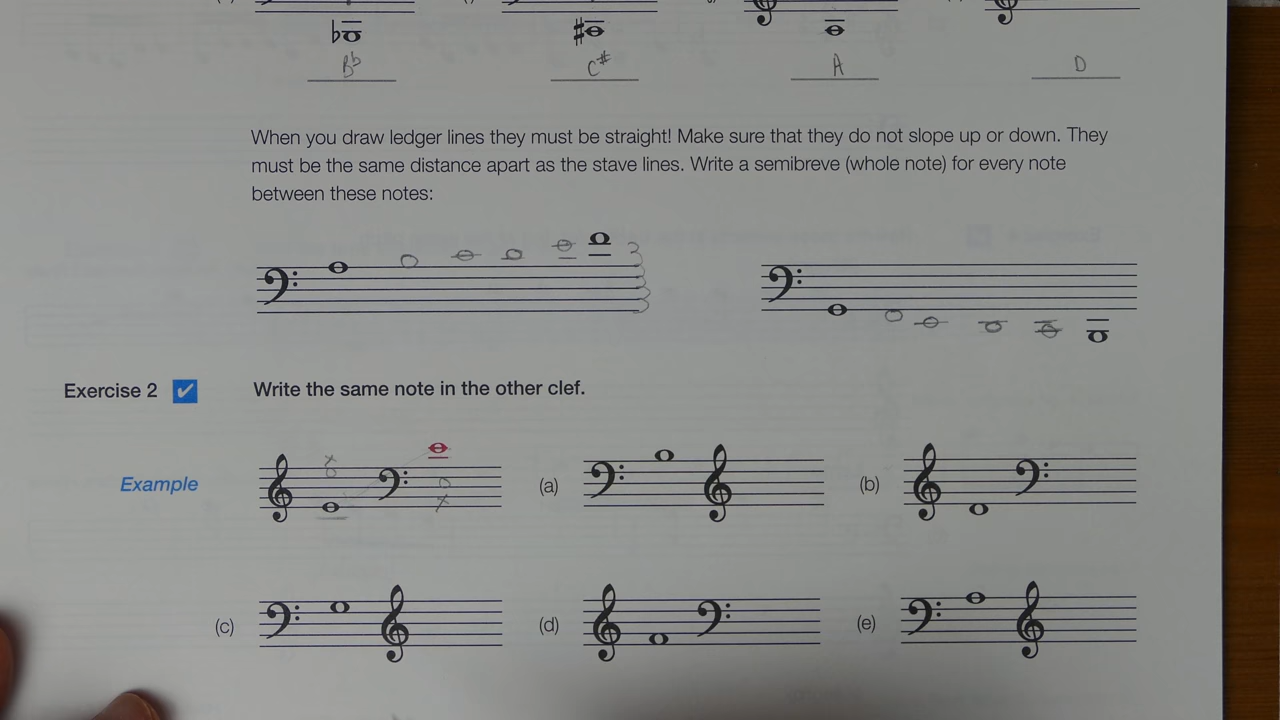 B♭ C# A D
When you draw ledger lines they must be straight! Make sure that they do not slope up or down. They
must be the same distance apart as the stave lines. Write a semibreve (whole note) for every note
between these notes:
Exercise 2 ✔ Write the same note in the other clef.
Example (a) (b)
(c) (d) (e)